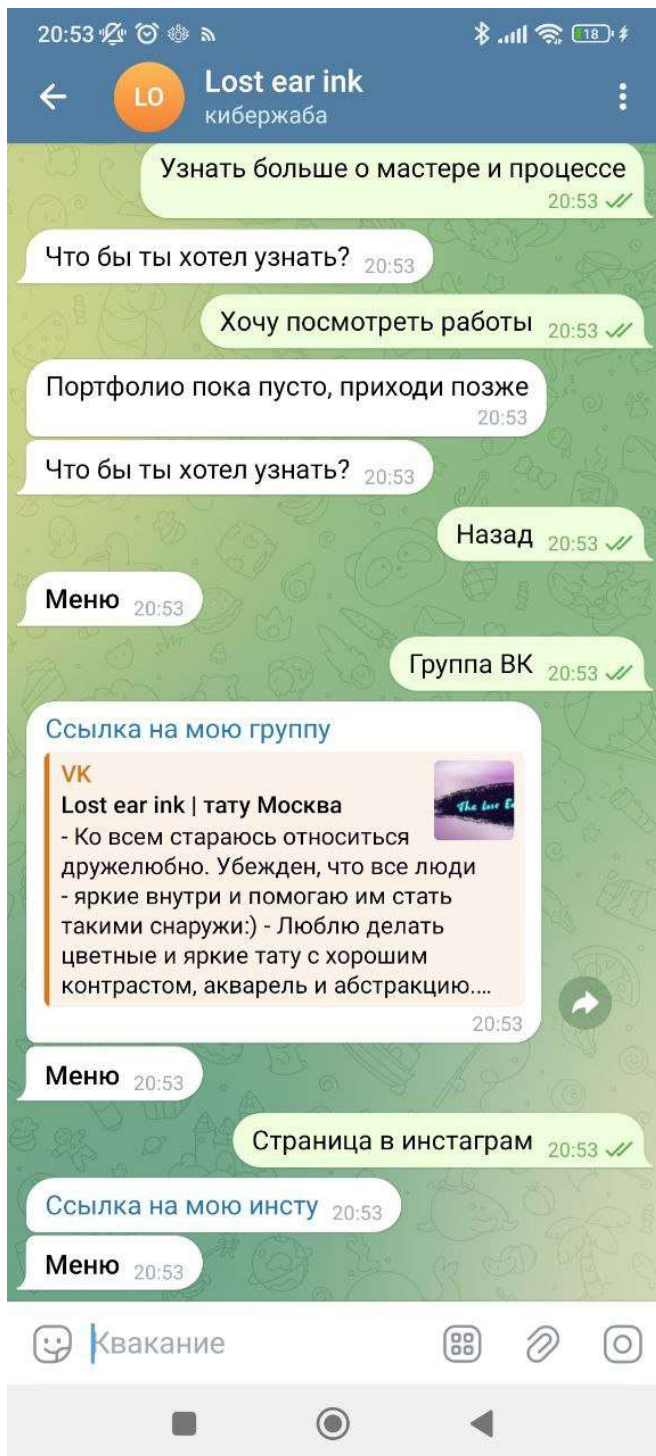 20:53
18
LO
Lost ear ink
кибержаба
Узнать больше о мастере и процессе
20:53
Что бы ты хотел узнать? 20:53
Хочу посмотреть работы 20:53
Портфолио пока пусто, приходи позже
20:53
Что бы ты хотел узнать? 20:53
Назад 20:53
Меню 20:53
Группа ВК 20:53
Ссылка на мою группу
VK
Lost ear ink | тату Москва
- Ко всем стараюсь относиться
дружелюбно. Убежден, что все люди
- яркие внутри и помогаю им стать
такими снаружи:) - Люблю делать
цветные и яркие тату с хорошим
контрастом, акварель и абстракцию....
The
20:53
Меню 20:53
Страница в инстаграм 20:53
Ссылка на мою инсту 20:53
Меню 20:53
Квакание